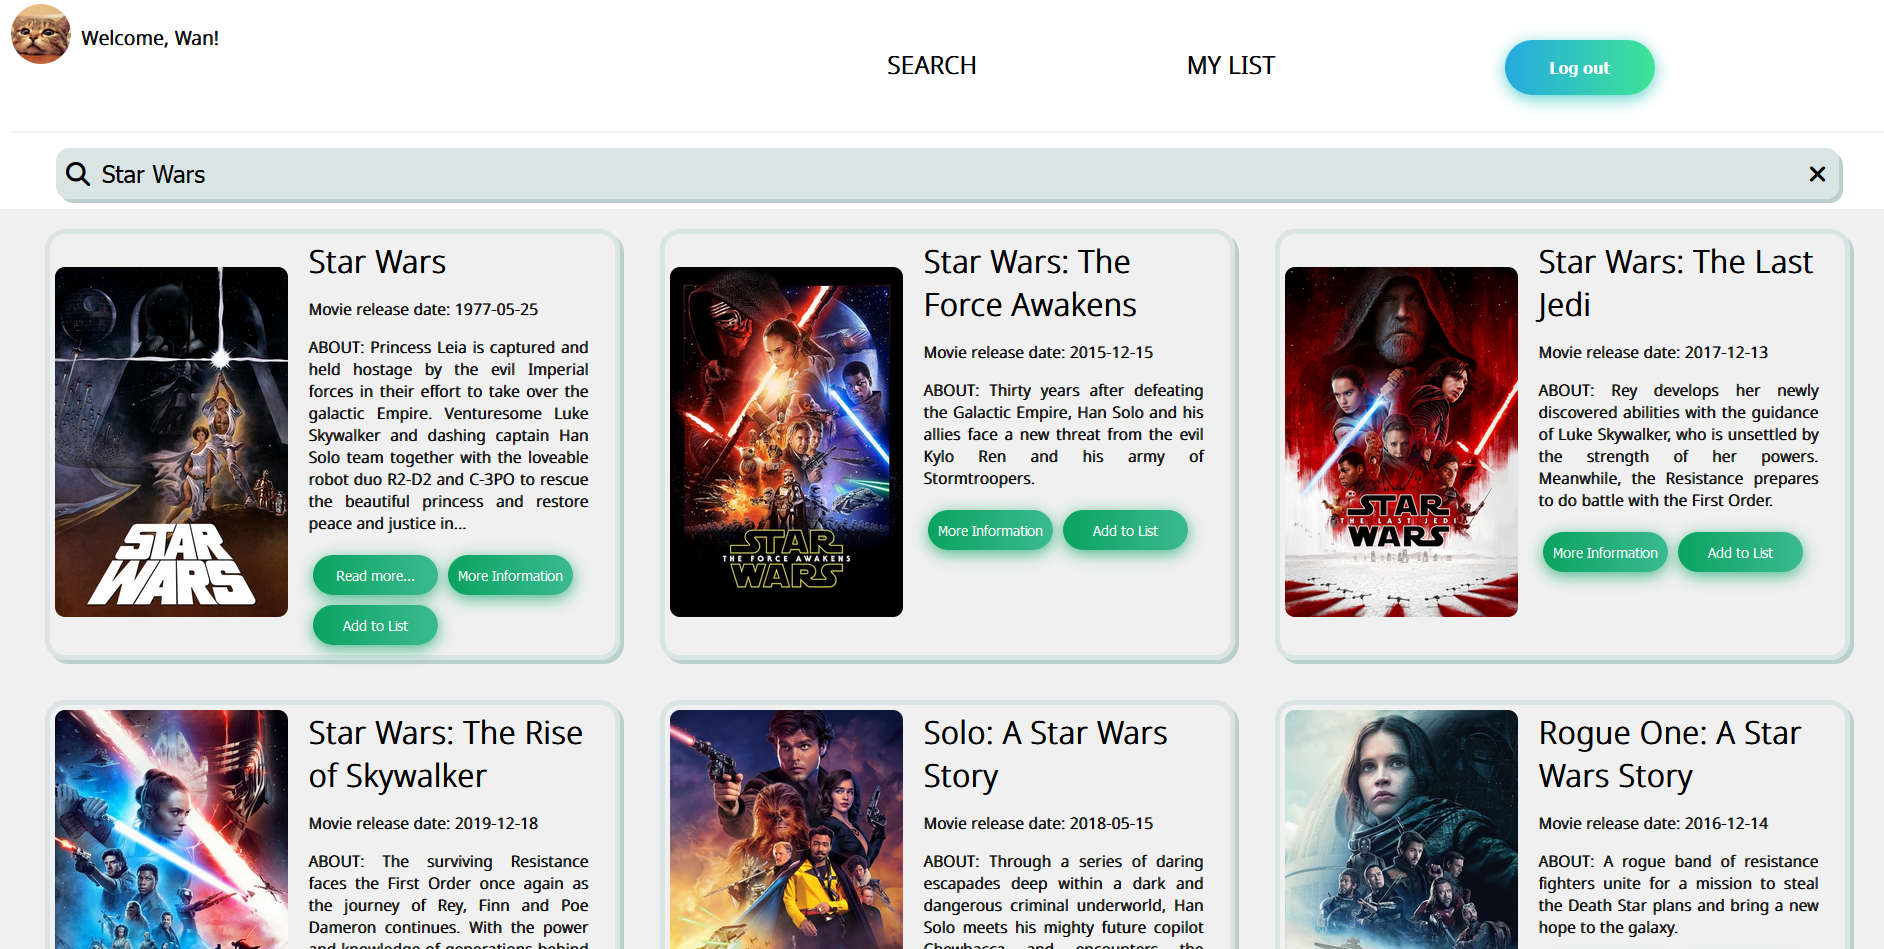 Welcome, Wan!
SEARCH
MY LIST
Log out
Star Wars
Star Wars
Movie release date: 1977-05-25
ABOUT: Princess Leia is captured and
held hostage by the evil Imperial
forces in their effort to take over the
galactic Empire. Venturesome Luke
Skywalker and dashing captain Han
Solo team together with the loveable
robot duo R2-D2 and C-3PO to rescue
the beautiful princess and restore
peace and justice in...
Read more...
More Information
Add to List
STAR
WARS
Star Wars: The
Force Awakens
Movie release date: 2015-12-15
ABOUT: Thirty years after defeating
the Galactic Empire, Han Solo and his
allies face a new threat from the evil
Kylo Ren and his army of
Stormtroopers.
More Information
Add to List
STAR
THE FORCE AWAKENS
WARS
Star Wars: The Last
Jedi
Movie release date: 2017-12-13
ABOUT: Rey develops her newly
discovered abilities with the guidance
of Luke Skywalker, who is unsettled by
the strength of her powers.
Meanwhile, the Resistance prepares
to do battle with the First Order.
More Information
Add to List
STAR
THE LAST JEDI
WARS
Star Wars: The Rise
of Skywalker
Movie release date: 2019-12-18
ABOUT: The surviving Resistance
faces the First Order once again as
the journey of Rey, Finn and Poe
Dameron continues. With the power
and knowledge of generations behind
Solo: A Star Wars
Story
Movie release date: 2018-05-15
ABOUT: Through a series of daring
escapades deep within a dark and
dangerous criminal underworld, Han
Solo meets his mighty future copilot
Chewbacca and encounters the
Rogue One: A Star
Wars Story
Movie release date: 2016-12-14
ABOUT: A rogue band of resistance
fighters unite for a mission to steal
the Death Star plans and bring a new
hope to the galaxy.